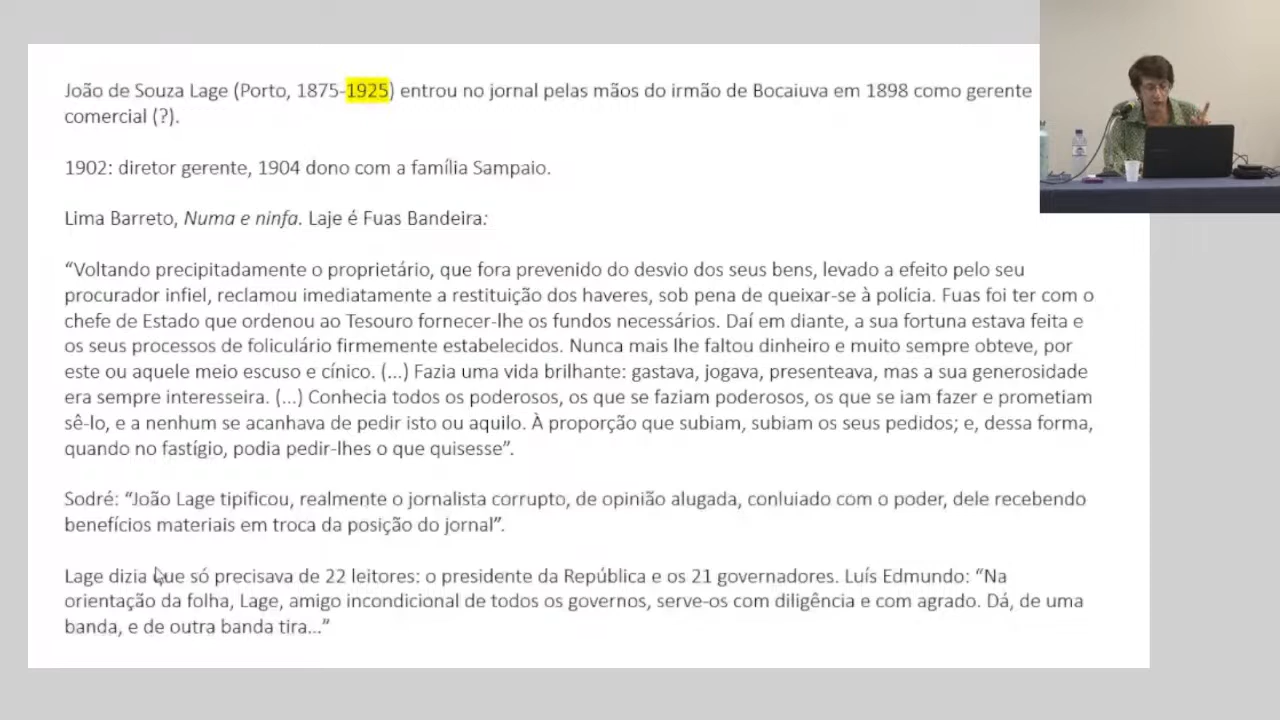 João de Souza Lage (Porto, 1875-1925) entrou no jornal pelas mãos do irmão de Bocaiuva em 1898 como gerente
comercial (?).
1902: diretor gerente, 1904 dono com a família Sampaio.
Lima Barreto, Numa e ninfa. Laje é Fuas Bandeira:
“Voltando precipitadamente o proprietário, que fora prevenido do desvio dos seus bens, levado a efeito pelo seu
procurador infiel, reclamou imediatamente a restituição dos haveres, sob pena de queixar-se à polícia. Fuas foi ter com o
chefe de Estado que ordenou ao Tesouro fornecer-lhe os fundos necessários. Daí em diante, a sua fortuna estava feita e
os seus processos de foliculário firmemente estabelecidos. Nunca mais lhe faltou dinheiro e muito sempre obteve, por
este ou aquele meio escuso e cínico. (...) Fazia uma vida brilhante: gastava, jogava, presenteava, mas a sua generosidade
era sempre interesseira. (...) Conhecia todos os poderosos, os que se faziam poderosos, os que se iam fazer e prometiam
sê-lo, e a nenhum se acanhava de pedir isto ou aquilo. À proporção que subiam, subiam os seus pedidos; e, dessa forma,
quando no fastígio, podia pedir-lhes o que quisesse”.
Sodré: “João Lage tipificou, realmente o jornalista corrupto, de opinião alugada, conluiado com o poder, dele recebendo
benefícios materiais em troca da posição do jornal”.
Lage dizia que só precisava de 22 leitores: o presidente da República e os 21 governadores. Luís Edmundo: “Na
orientação da folha, Lage, amigo incondicional de todos os governos, serve-os com diligência e com agrado. Dá, de uma
banda, e de outra banda tira...”